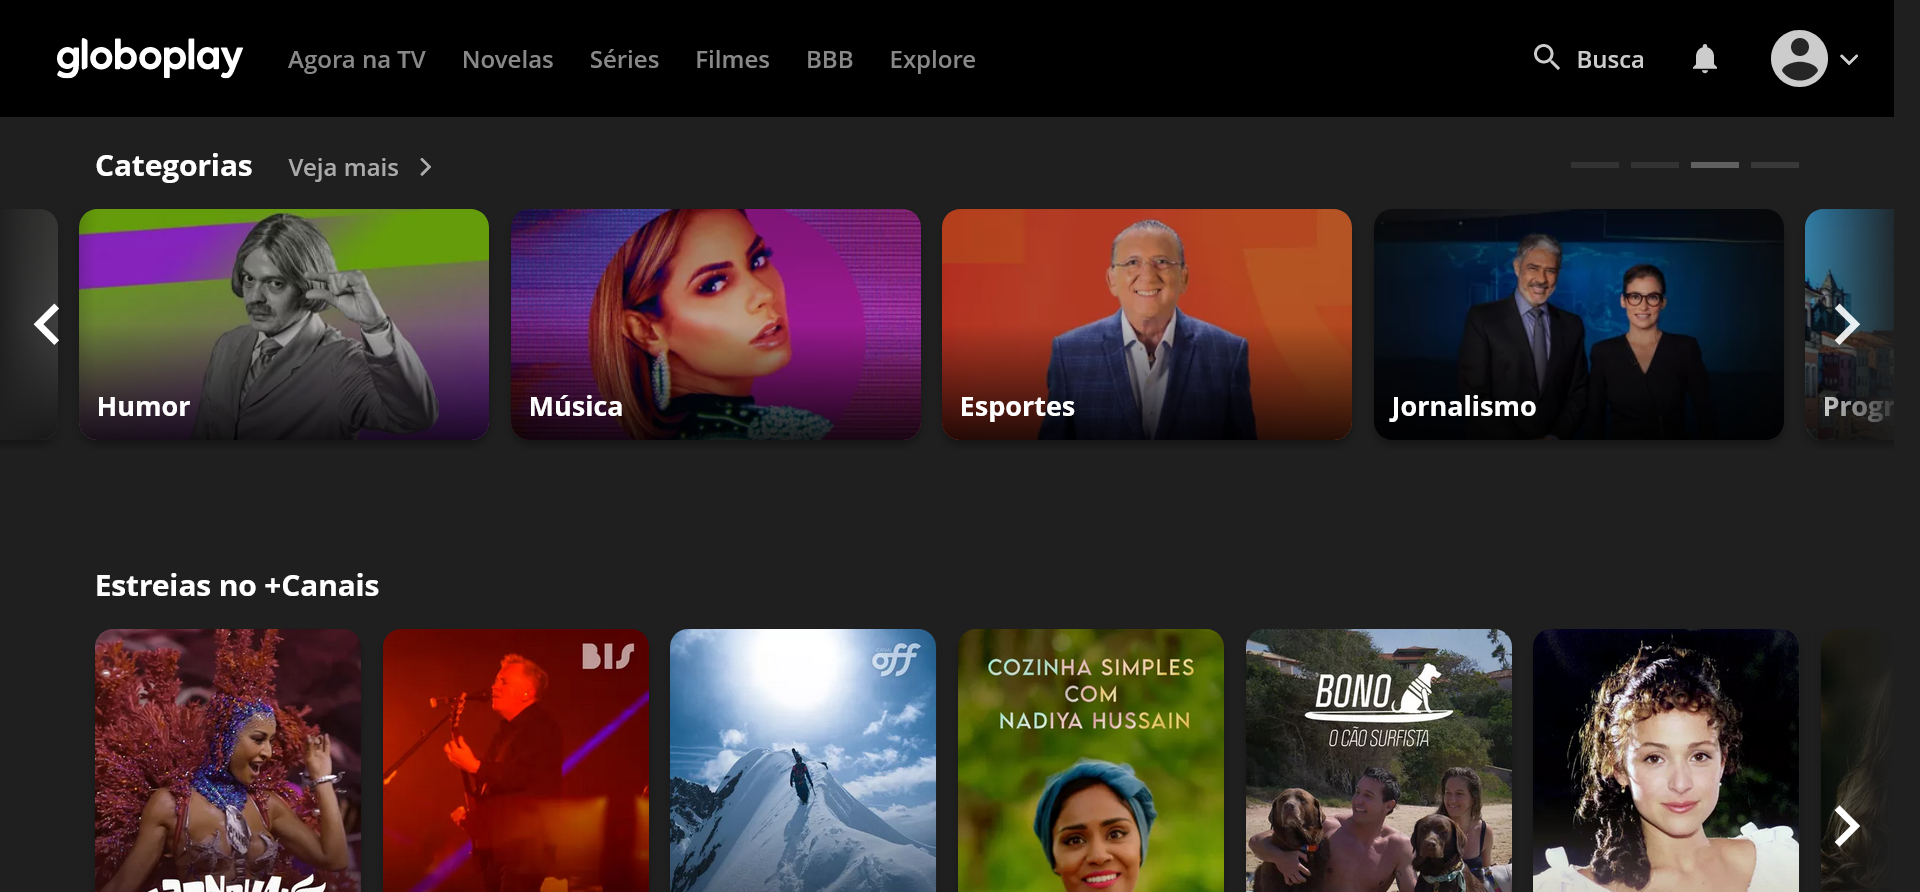 globoplay
Agora na TV
Novelas
Séries
Filmes
BBB
Explore
Busca
Categorias
Veja mais
Humor
Música
Esportes
Jornalismo
Progr
Estreias no +Canais
BIS
CANAL
off
COZINHA SIMPLES
COM
NADIYA HUSSAIN
BONO
O CÃO SURFISTA